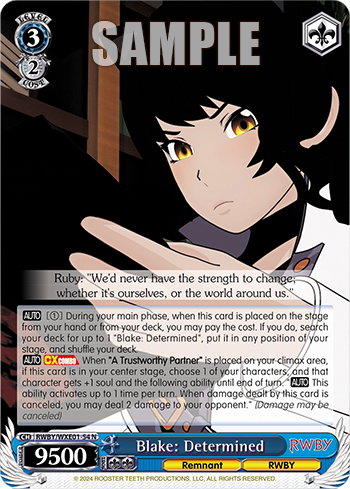 LEVEL
3
SAMPLE
2
COST
Ruby: "We'd never have the strength to change;
whether it's ourselves, or the world around us."
AUTO [①] During your main phase, when this card is placed on the stage
from your hand or from your deck, you may pay the cost. If you do, search
your deck for up to 1 "Blake: Determined", put it in any position of your
stage, and shuffle your deck.
AUTO CXCOMBO When "A Trustworthy Partner" is placed on your climax area,
if this card is in your center stage, choose 1 of your characters, and that
character gets +1 soul and the following ability until end of turn. "AUTO This
ability activates up to 1 time per turn. When damage dealt by this card is
canceled, you may deal 2 damage to your opponent." (Damage may be
canceled)
CH RWBY/WXE01-54 N
POWER 9500
Blake: Determined
RWBY
Remnant
RWBY
© 2024 ROOSTER TEETH PRODUCTIONS, LLC, ALL RIGHTS RESERVED.